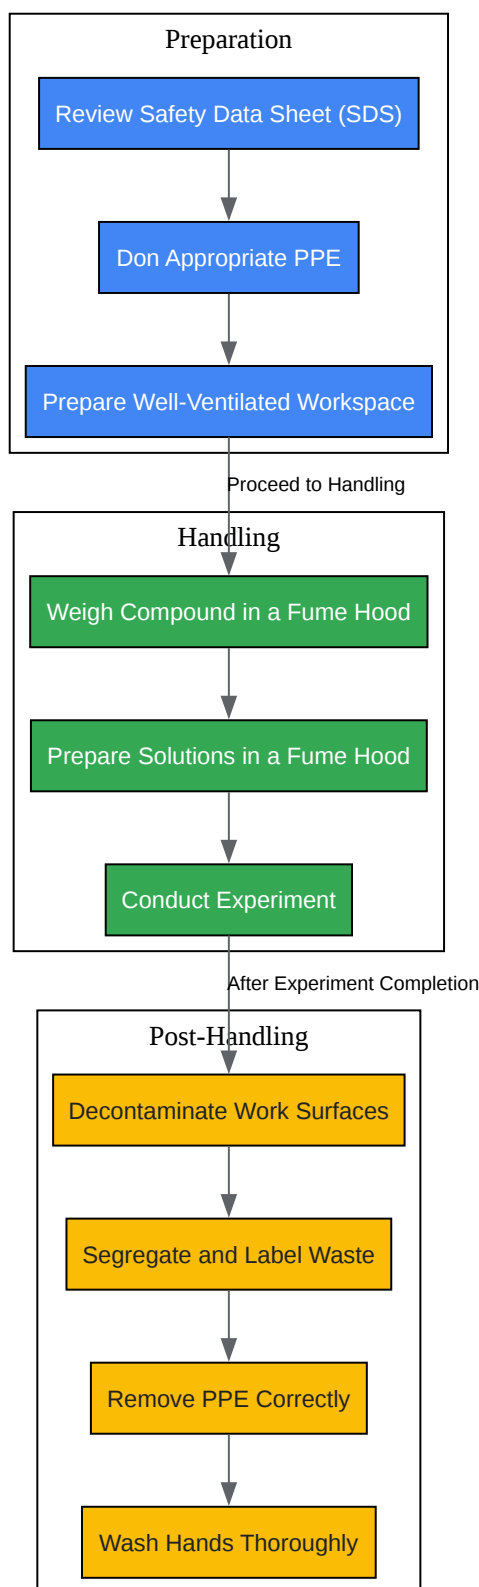 Preparation
Review Safety Data Sheet (SDS)
Don Appropriate PPE
Prepare Well-Ventilated Workspace
Proceed to Handling
Handling
Weigh Compound in a Fume Hood
Prepare Solutions in a Fume Hood
Conduct Experiment
After Experiment Completion
Post-Handling
Decontaminate Work Surfaces
Segregate and Label Waste
Remove PPE Correctly
Wash Hands Thoroughly